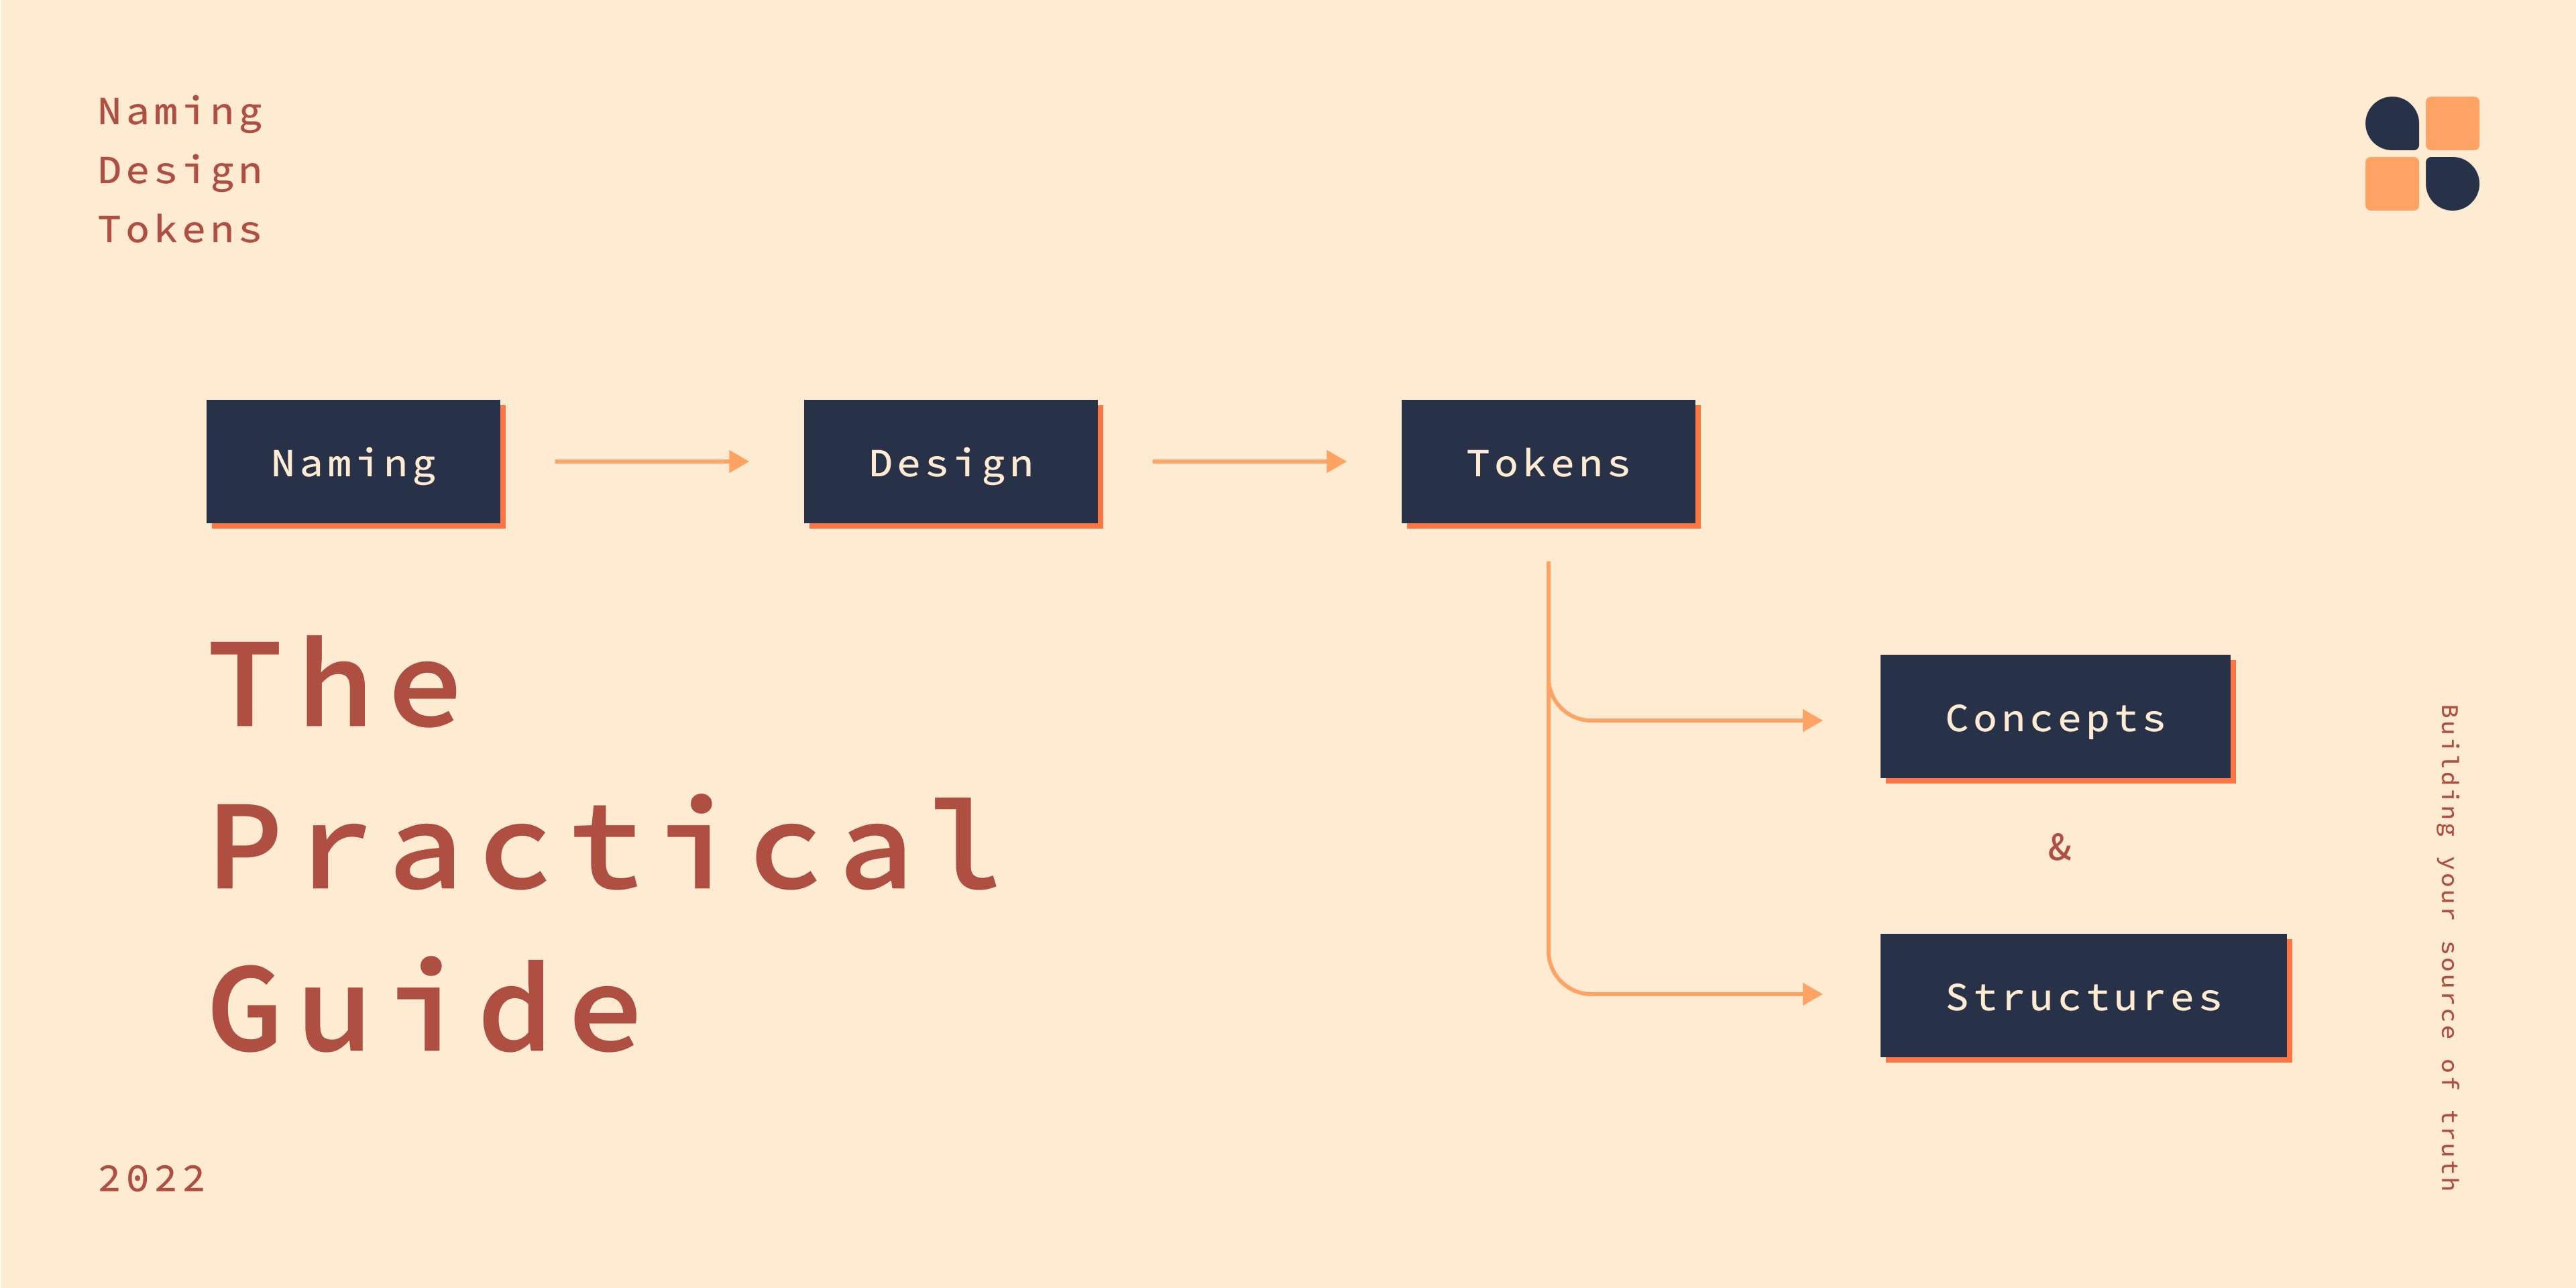 Naming
Design
Tokens
Naming
Design
Tokens
The
Practical
Guide
Concepts
&
Structures
Building your source of truth
2022